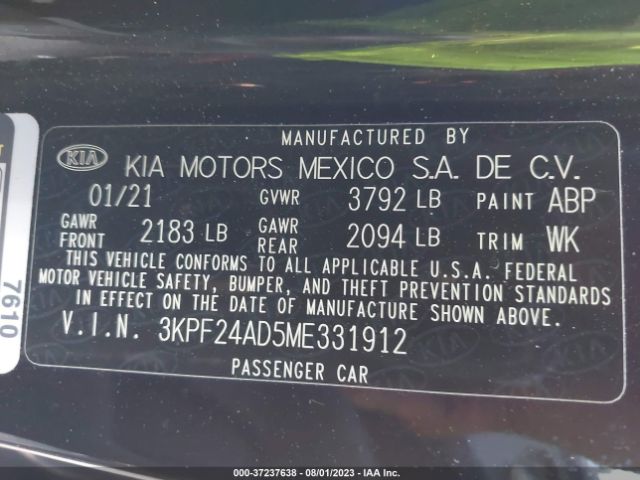 MANUFACTURED BY
KIA KIA MOTORS MEXICO S.A. DE C.V.
01/21 GVWR 3792 LB PAINT ABP
GAWR FRONT 2183 LB GAWR REAR 2094 LB TRIM WK
THIS VEHICLE CONFORMS TO ALL APPLICABLE U.S.A. FEDERAL
MOTOR VEHICLE SAFETY, BUMPER, AND THEFT PREVENTION STANDARDS
IN EFFECT ON THE DATE OF MANUFACTURE SHOWN ABOVE.
V.I.N. 3KPF24AD5ME331912
PASSENGER CAR
7610
000-37237638 - 08/01/2023 - IAA Inc.